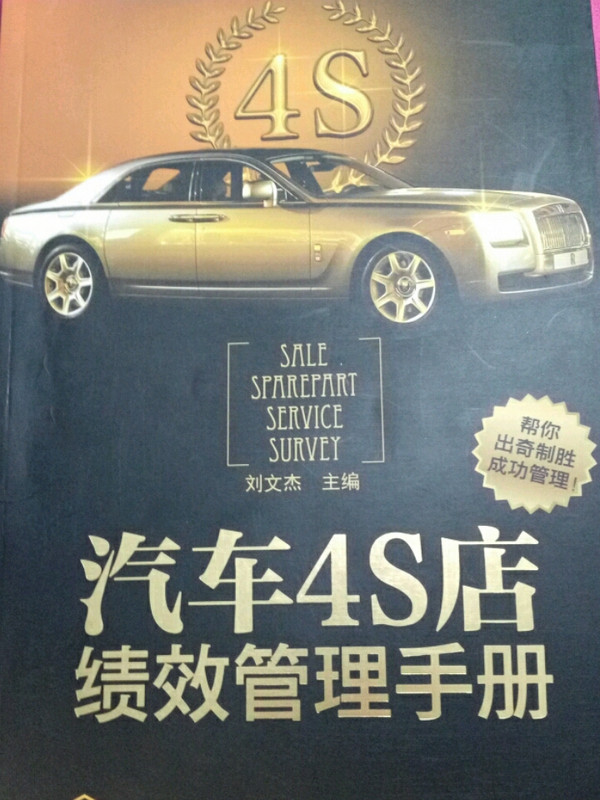 4S
SALE
SPAREPART
SERVICE
SURVEY
刘文杰 主编
帮你
出奇制胜
成功管理!
汽车4S店
绩效管理手册